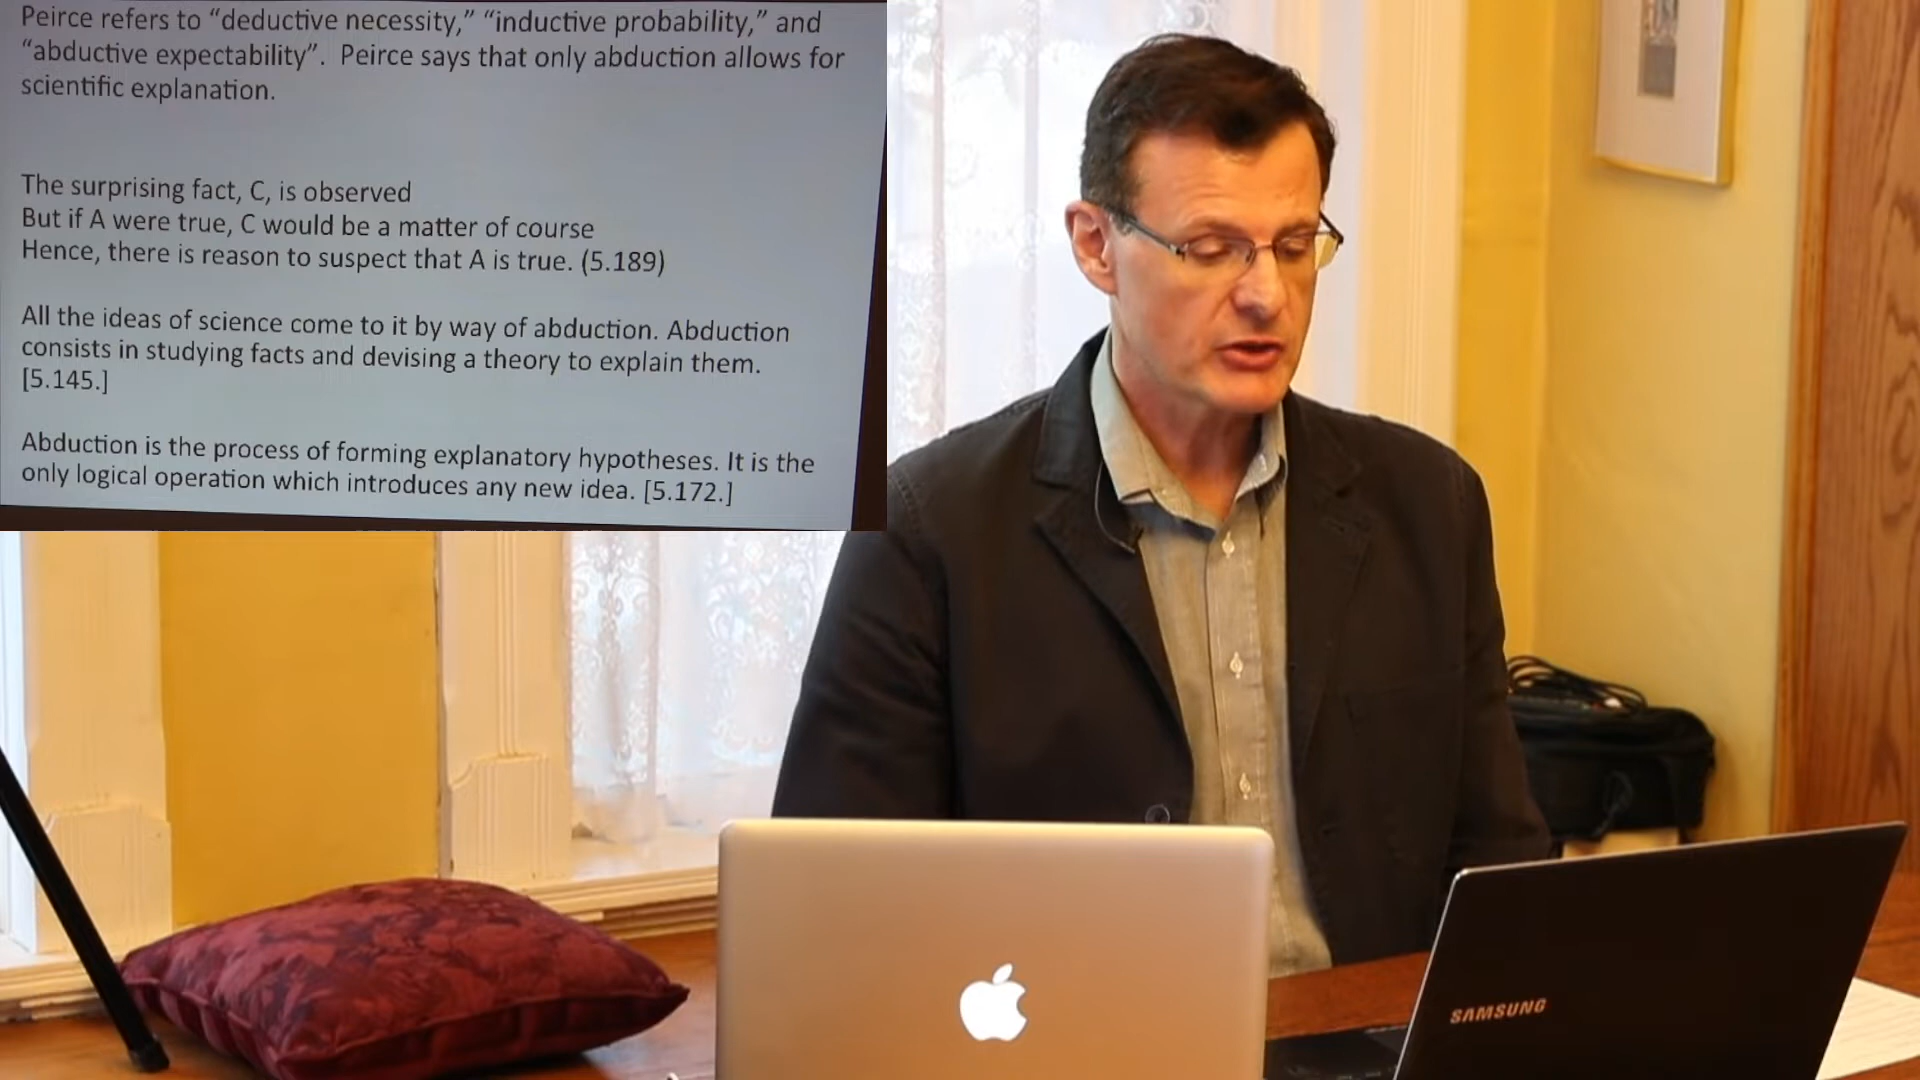 Peirce refers to “deductive necessity,” “inductive probability,” and
“abductive expectability”.  Peirce says that only abduction allows for
scientific explanation.
The surprising fact, C, is observed
But if A were true, C would be a matter of course
Hence, there is reason to suspect that A is true. (5.189)
All the ideas of science come to it by way of abduction. Abduction
consists in studying facts and devising a theory to explain them.
[5.145.]
Abduction is the process of forming explanatory hypotheses. It is the
only logical operation which introduces any new idea. [5.172.]
SAMSUNG